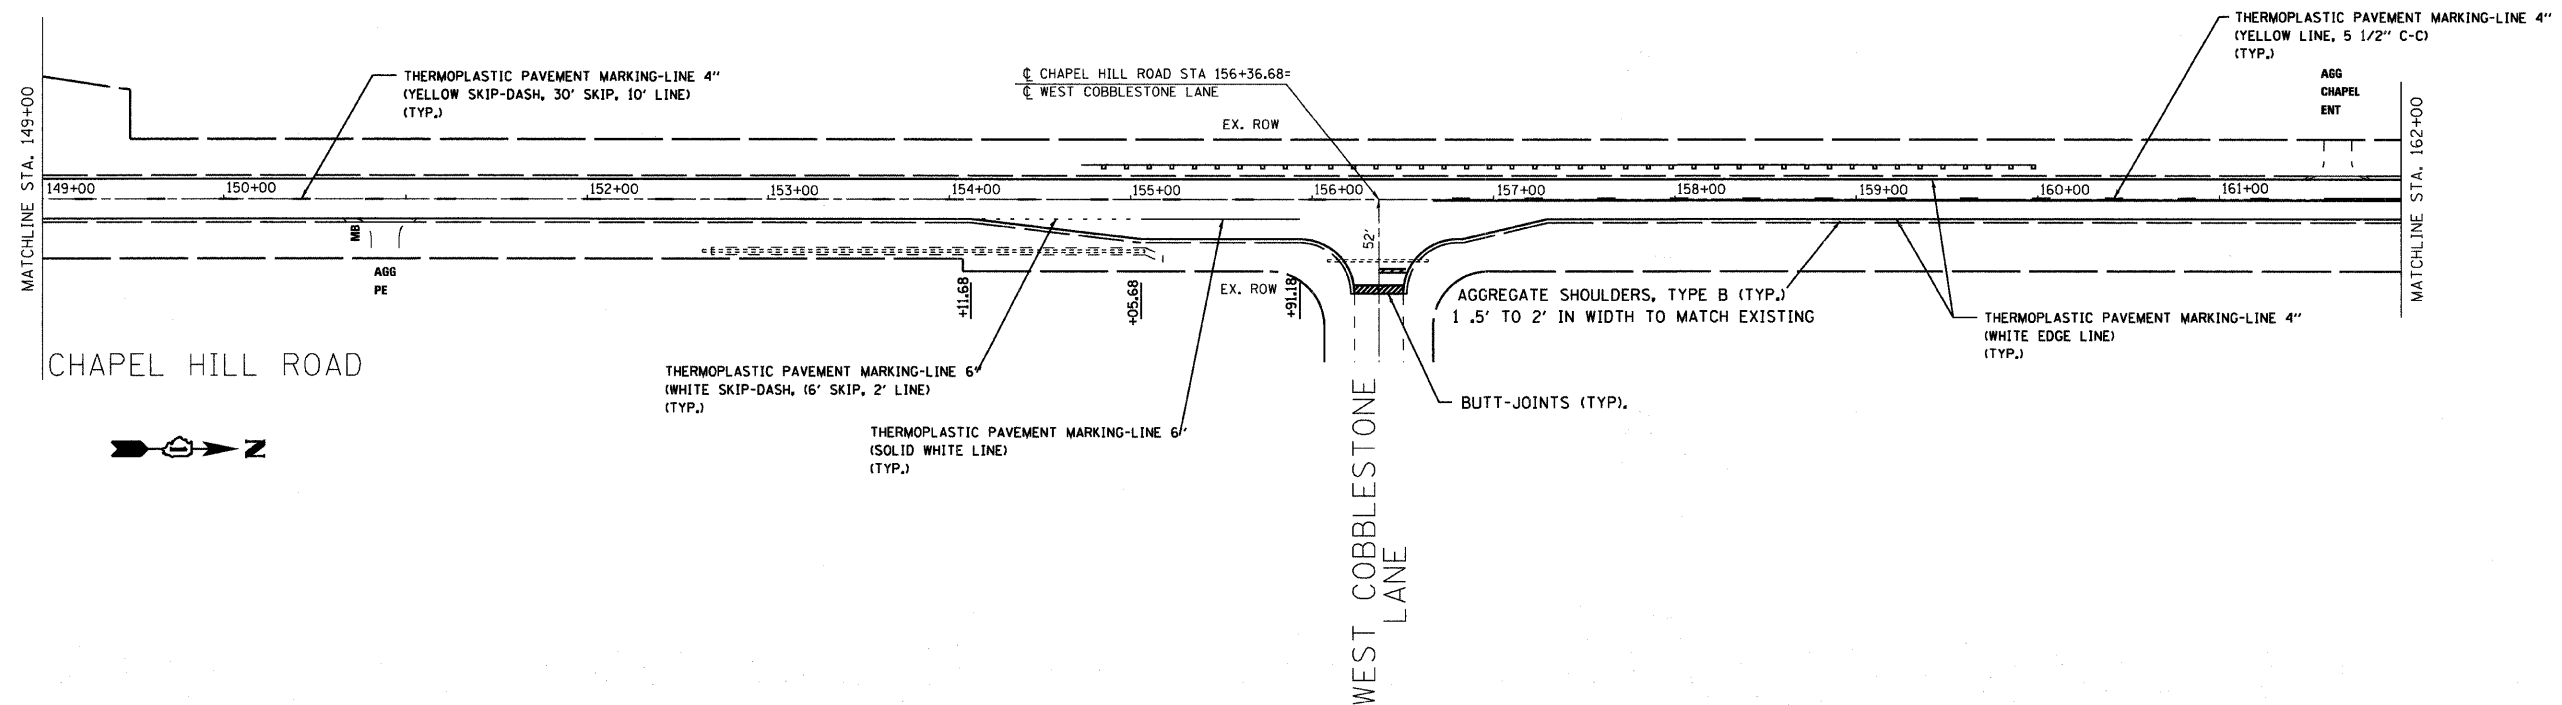 THERMOPLASTIC PAVEMENT MARKING-LINE 4"
(YELLOW LINE, 5 1/2" C-C)
(TYP.)
THERMOPLASTIC PAVEMENT MARKING-LINE 4"
(YELLOW SKIP-DASH, 30' SKIP, 10' LINE)
(TYP.)
℄ CHAPEL HILL ROAD STA 156+36.68=
℄ WEST COBBLESTONE LANE
AGG
CHAPEL
ENT
EX. ROW
MATCHLINE STA. 149+00
MATCHLINE STA. 162+00
149+00
150+00
152+00
153+00
154+00
155+00
156+00
157+00
158+00
159+00
160+00
161+00
MB
AGG
PE
52'
+11.68
+05.68
+91.18
EX. ROW
AGGREGATE SHOULDERS, TYPE B (TYP.)
1 .5' TO 2' IN WIDTH TO MATCH EXISTING
THERMOPLASTIC PAVEMENT MARKING-LINE 4"
(WHITE EDGE LINE)
(TYP.)
CHAPEL HILL ROAD
THERMOPLASTIC PAVEMENT MARKING-LINE 6"
(WHITE SKIP-DASH, (6' SKIP, 2' LINE)
(TYP.)
BUTT-JOINTS (TYP).
THERMOPLASTIC PAVEMENT MARKING-LINE 6"
(SOLID WHITE LINE)
(TYP.)
N
WEST COBBLESTONE
LANE